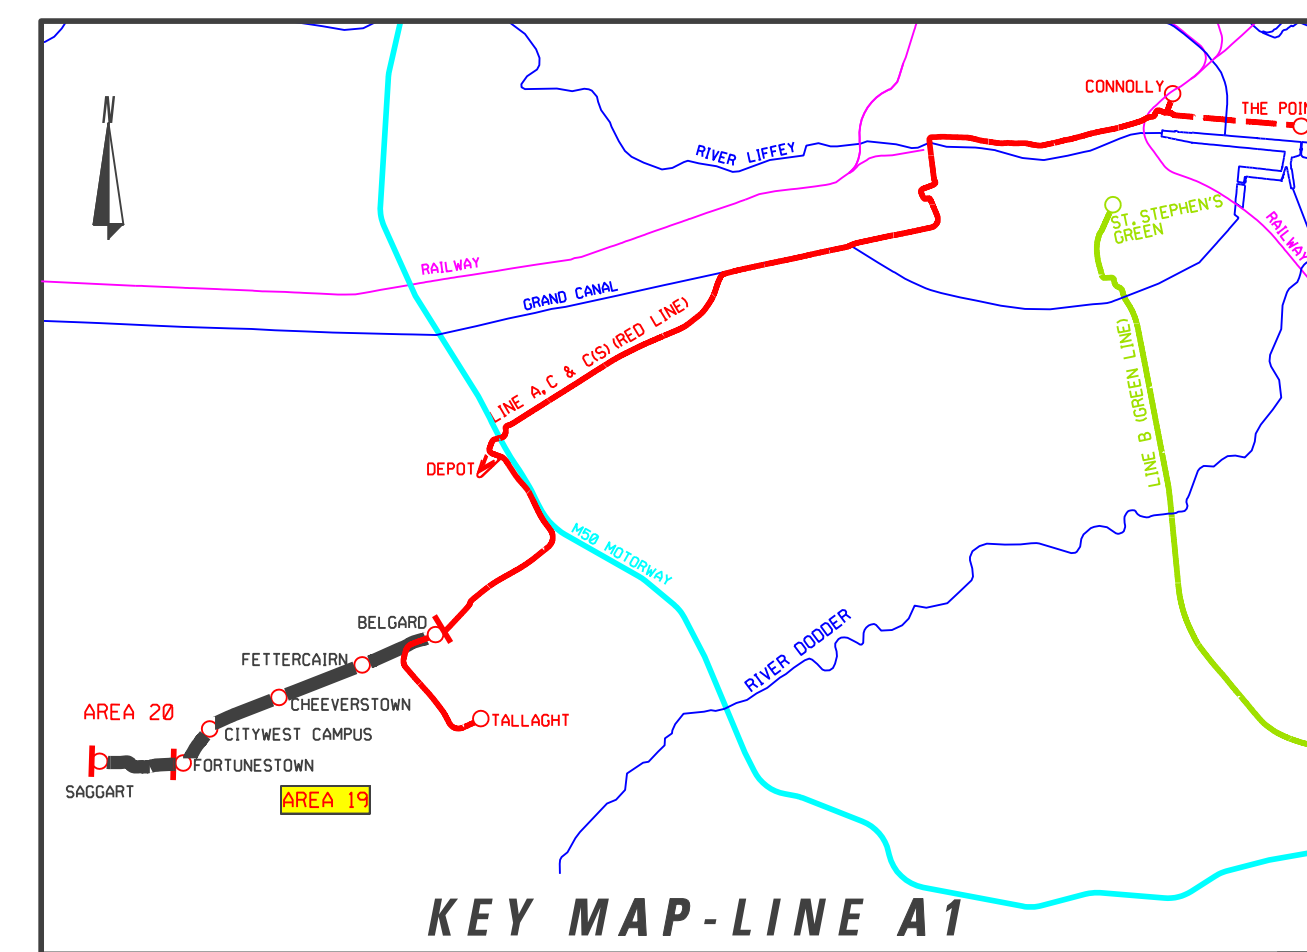 N
CONNOLLY
RIVER LIFFEY
ST. STEPHEN'S
GREEN
RAILWAY
RAILWAY
GRAND CANAL
LINE A,C & C(S)(RED LINE)
LINE B (GREEN LINE)
DEPOT
M50 MOTORWAY
BELGARD
RIVER DODDER
FETTERCAIRN
CHEEVERSTOWN
AREA 20
TALLAGHT
CITYWEST CAMPUS
FORTUNESTOWN
SAGGART
AREA 19
KEY MAP-LINE A1
THE POIN